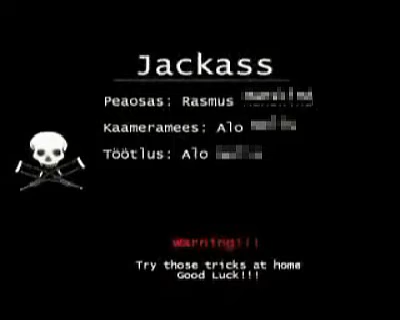 Jackass
Peaosas: Rasmus
Kaameramees: Alo
Töötlus: Alo
Warning!!!
Try those tricks at home
Good Luck!!!